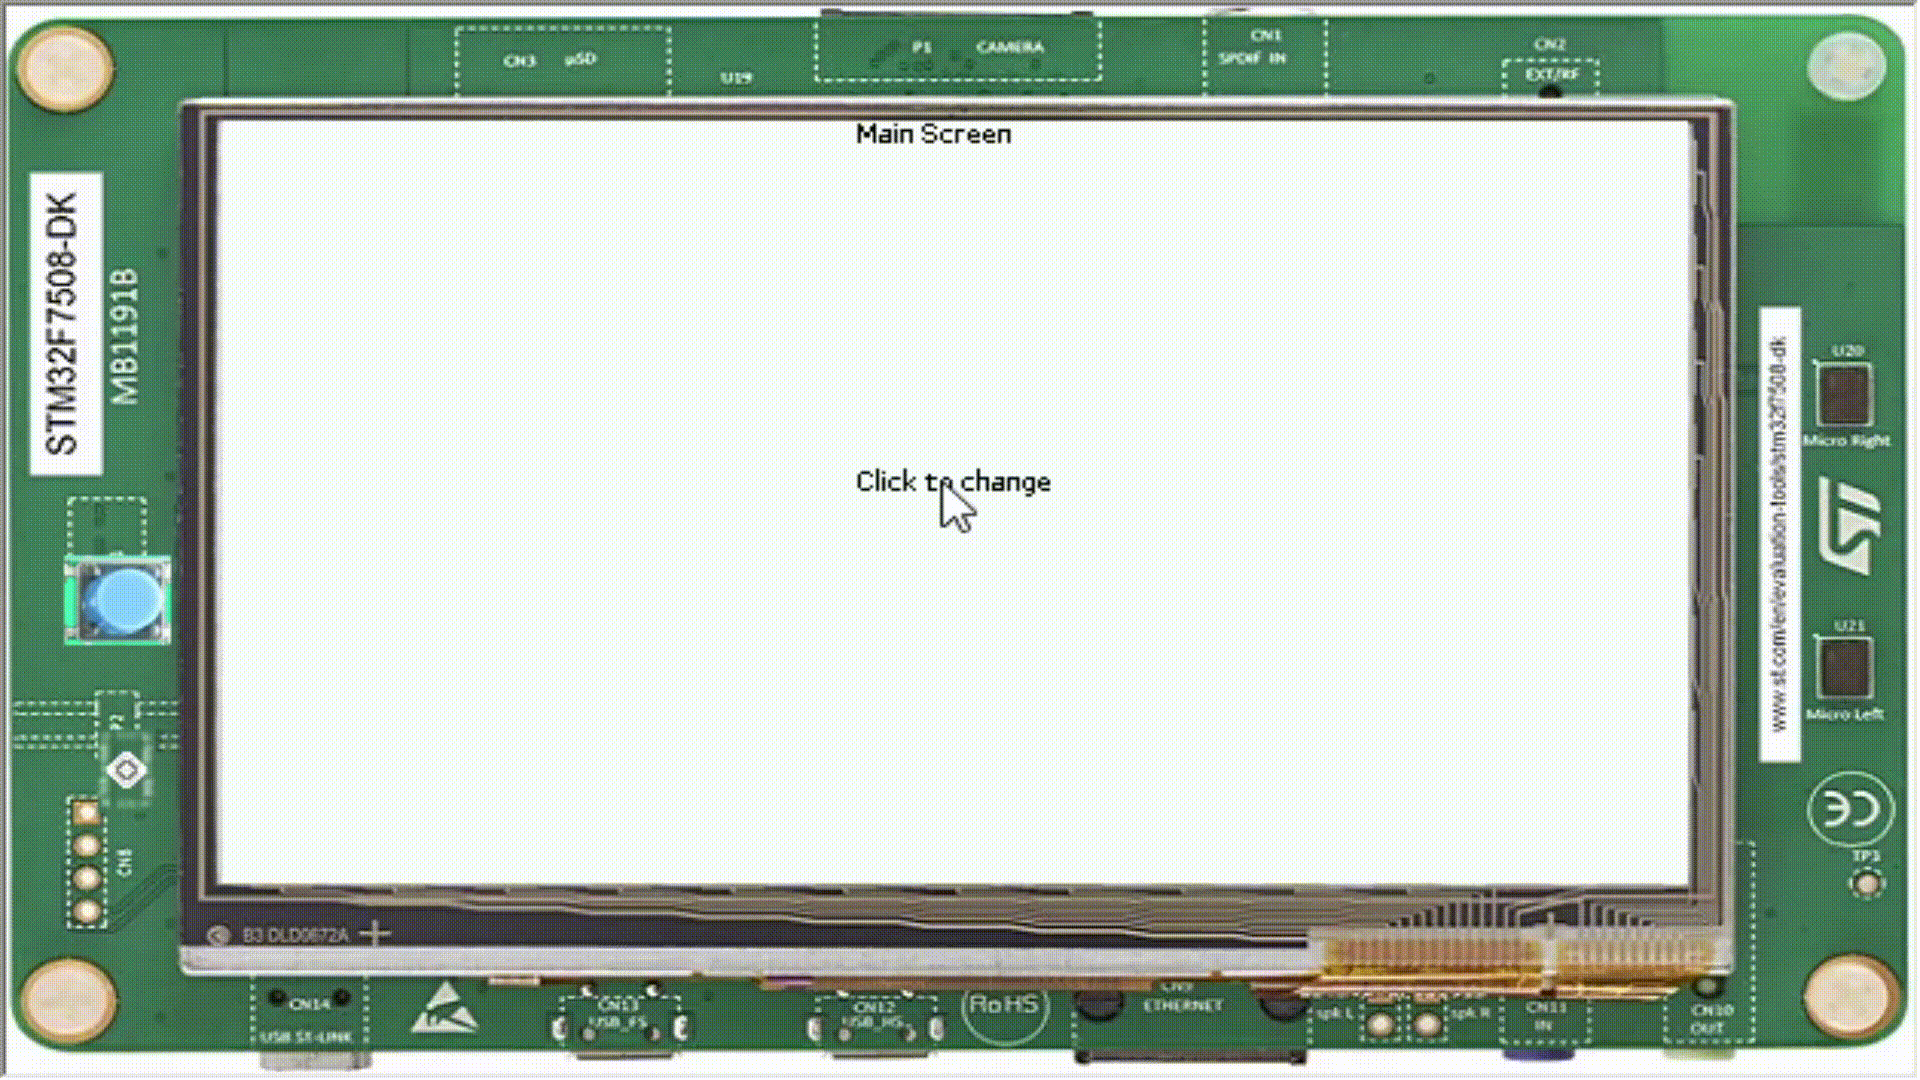 CN3 µSD
U19
P1 CAMERA
CN1
SPDIF IN
CN2
EXT/RF
Main Screen
STM32F7508-DK
MB1191B
Click to change
U20
Micro Right
www.st.com/en/evaluation-tools/stm32f7508-dk
U21
Micro Left
P2
CE
TP3
B3 DLD0672A
CN14
USB ST-LINK
CN13
USB_FS
CN12
USB_HS
RoHS
CN9
ETHERNET
spk L
spk R
CN11
IN
CN10
OUT